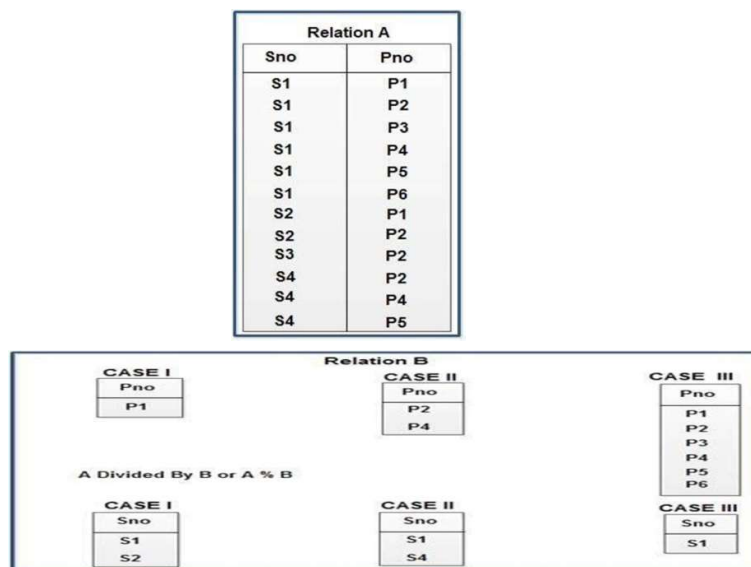 Relation A
Sno Pno
S1 P1
S1 P2
S1 P3
S1 P4
S1 P5
S1 P6
S2 P1
S2 P2
S3 P2
S4 P2
S4 P4
S4 P5
Relation B
CASE I
Pno
P1
CASE II
Pno
P2
P4
CASE III
Pno
P1
P2
P3
P4
P5
P6
A Divided By B or A % B
CASE I
Sno
S1
S2
CASE II
Sno
S1
S4
CASE III
Sno
S1